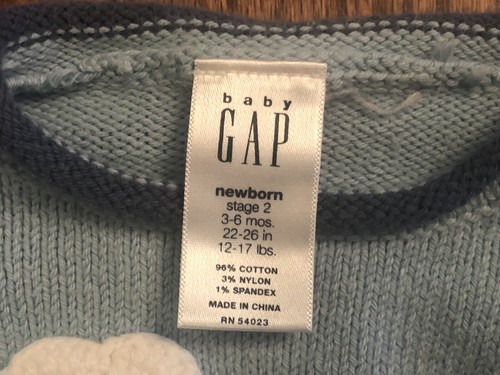 baby
GAP
newborn
stage 2
3-6 mos.
22-26 in
12-17 lbs.
96% COTTON
3% NYLON
1% SPANDEX
MADE IN CHINA
RN 54023